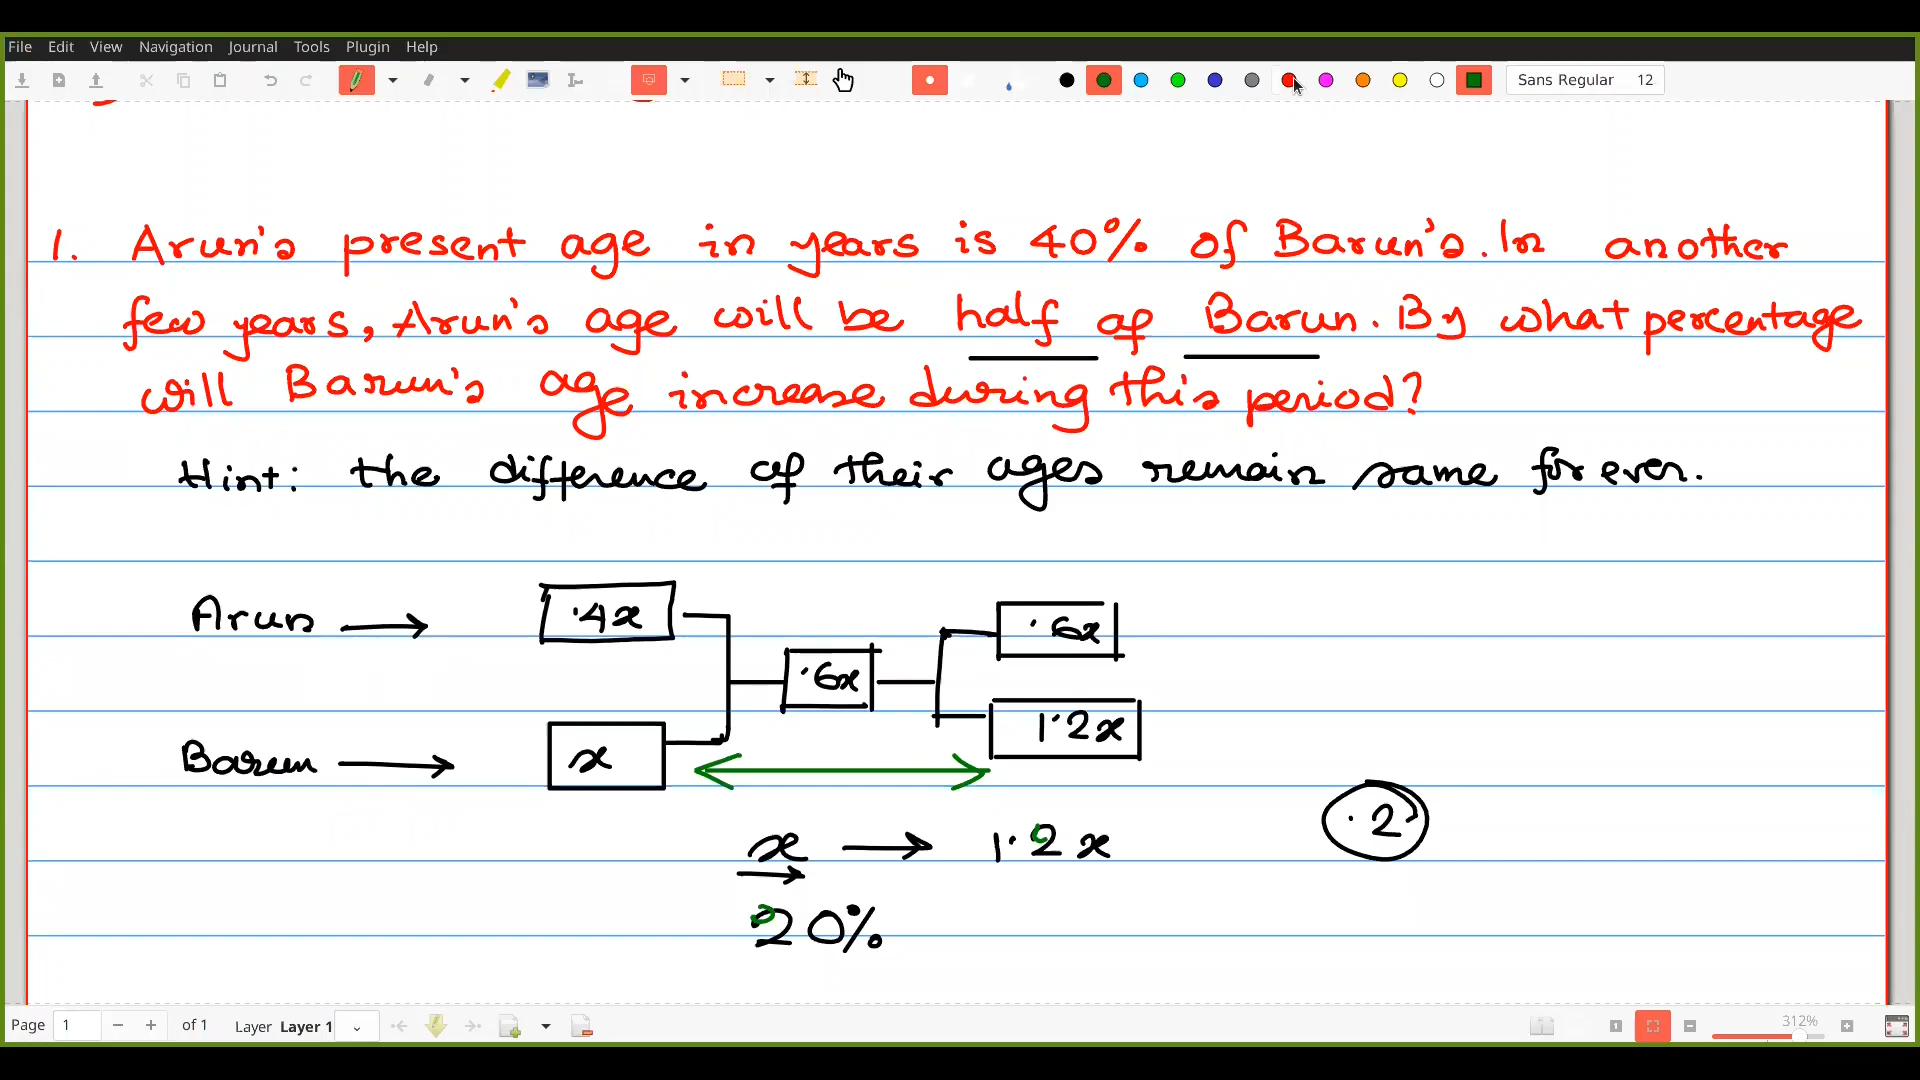 File Edit View Navigation Journal Tools Plugin Help
Sans Regular 12
1. Arun's present age in years is 40% of Barun's. In another
few years, Arun's age will be half of Barun. By what percentage
will Barun's age increase during this period?
Hint: the difference of their ages remain same for ever.
Arun → .4x
.6x
.6x
1.2x
Barun → x
x → 1.2x
.2
20%
Page 1 of 1 Layer Layer 1 312%